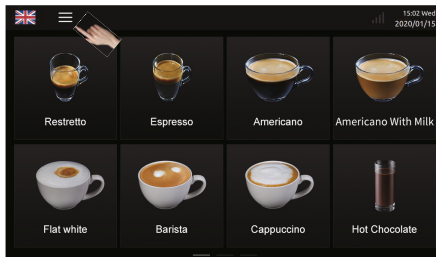 15:02 Wed
2020/01/15
Restretto
Espresso
Americano
Americano With Milk
Flat white
Barista
Cappuccino
Hot Chocolate